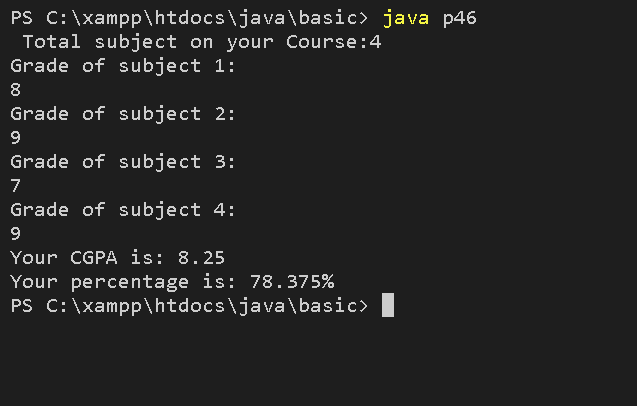 PS C:\xampp\htdocs\java\basic> java p46
 Total subject on your Course:4
Grade of subject 1:
8
Grade of subject 2:
9
Grade of subject 3:
7
Grade of subject 4:
9
Your CGPA is: 8.25
Your percentage is: 78.375%
PS C:\xampp\htdocs\java\basic>